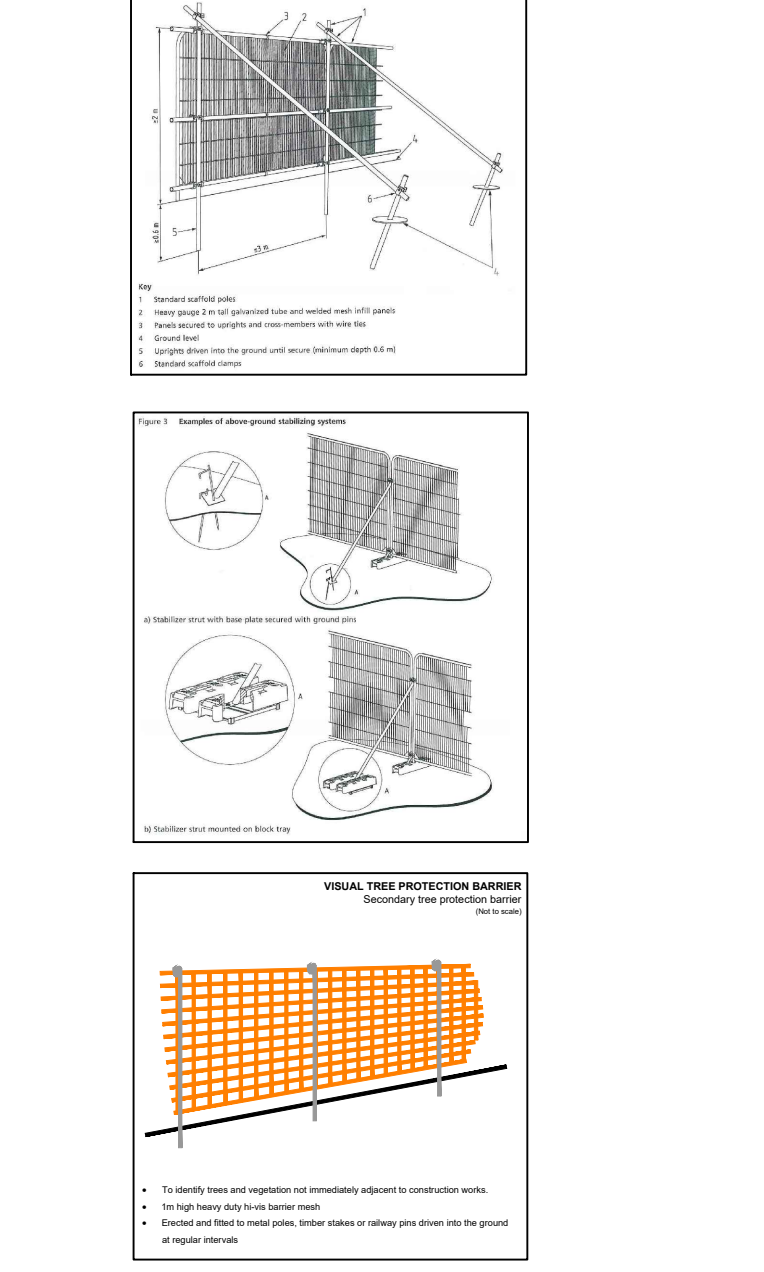 3
2
1
≥2 m
4
6
5
≥0.6 m
≤3 m
4
Key
1 Standard scaffold poles
2 Heavy gauge 2 m tall galvanized tube and welded mesh infill panels
3 Panels secured to uprights and cross-members with wire ties
4 Ground level
5 Uprights driven into the ground until secure (minimum depth 0.6 m)
6 Standard scaffold clamps
Figure 3 Examples of above-ground stabilizing systems
A
A
a) Stabilizer strut with base plate secured with ground pins
A
A
b) Stabilizer strut mounted on block tray
VISUAL TREE PROTECTION BARRIER
Secondary tree protection barrier
(Not to scale)
• To identify trees and vegetation not immediately adjacent to construction works.
• 1m high heavy duty hi-vis barrier mesh
• Erected and fitted to metal poles, timber stakes or railway pins driven into the ground
at regular intervals